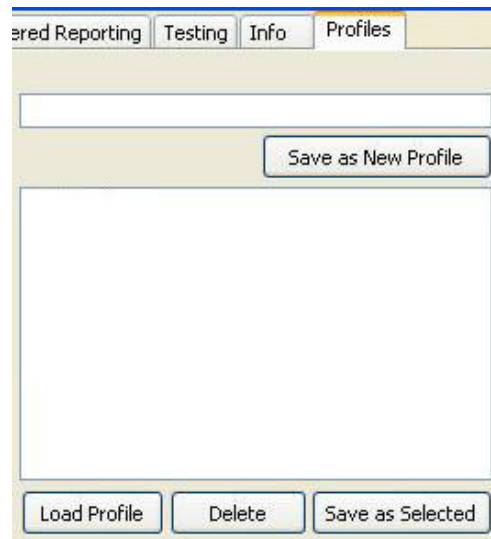 ered Reporting Testing Info Profiles
Save as New Profile
Load Profile Delete Save as Selected